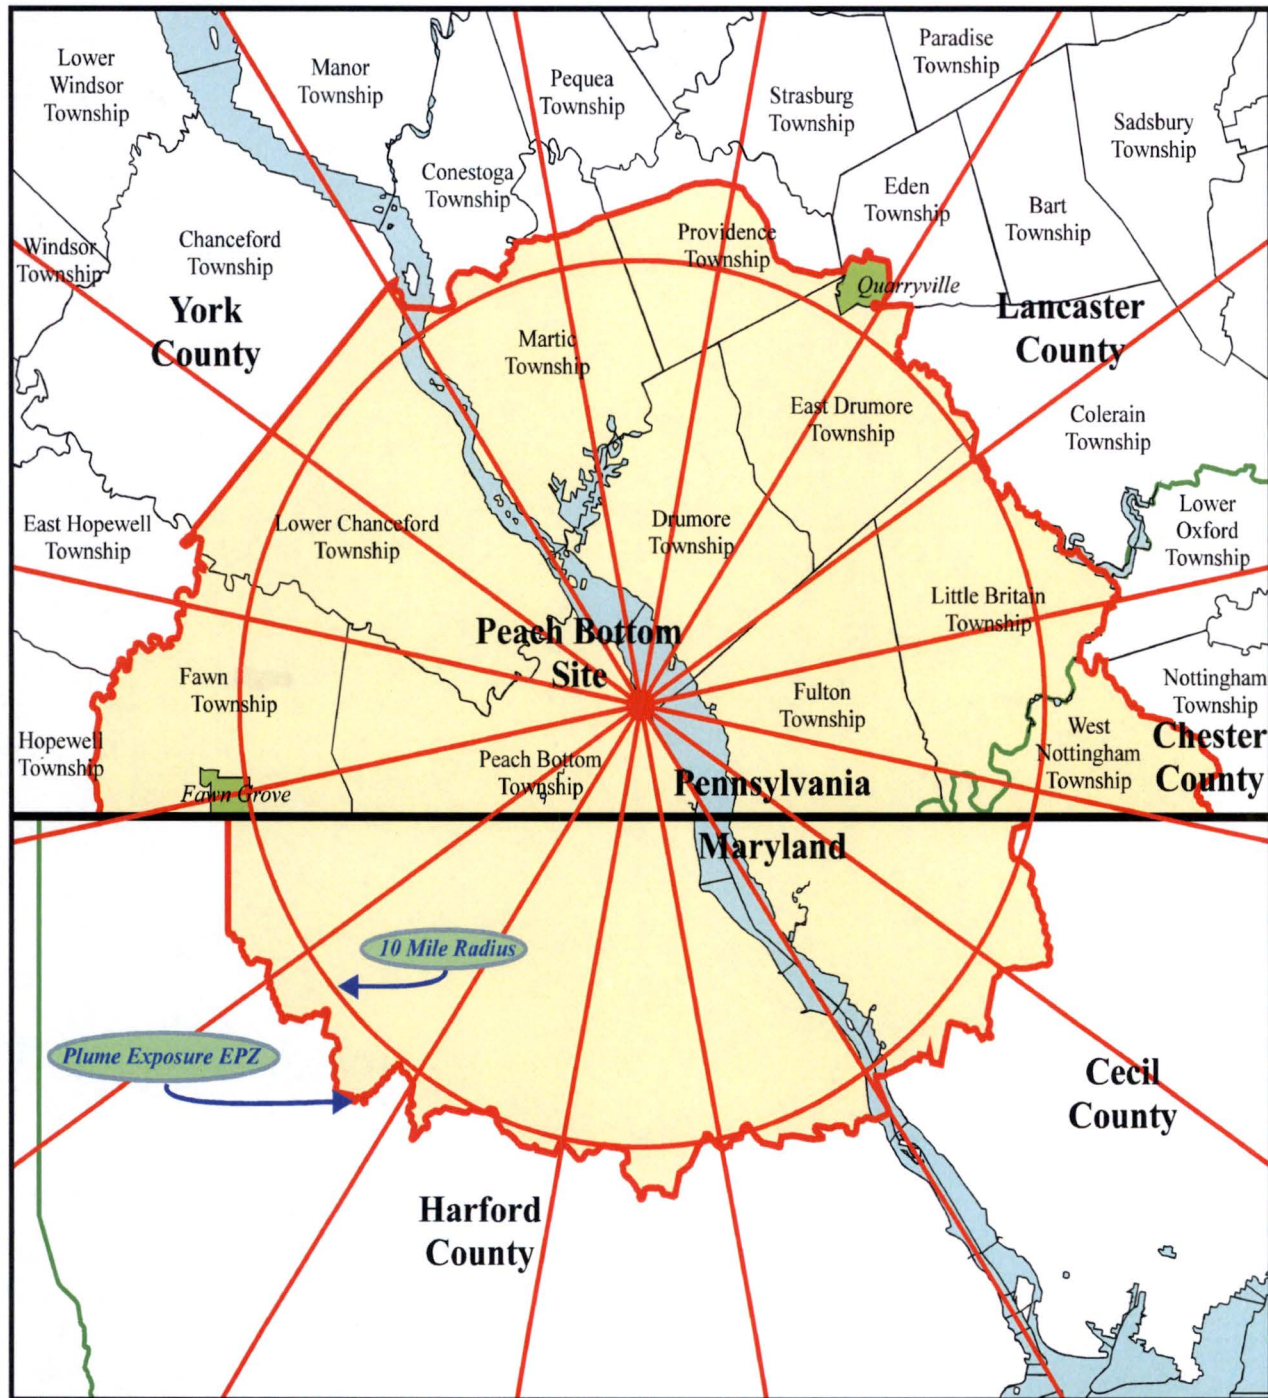 Lower
Windsor
Township
Manor
Township
Pequea
Township
Strasburg
Township
Paradise
Township
Sadsbury
Township
Conestoga
Township
Eden
Township
Bart
Township
Windsor
Township
Chanceford
Township
Providence
Township
Quarryville
York
County
Lancaster
County
Martic
Township
East Drumore
Township
Colerain
Township
East Hopewell
Township
Lower Chanceford
Township
Drumore
Township
Lower
Oxford
Township
Little Britain
Township
Peach Bottom
Site
Fawn
Township
Fulton
Township
Nottingham
Township
Hopewell
Township
West
Nottingham
Township
Chester
County
Peach Bottom
Township
Fawn Grove
Pennsylvania
Maryland
10 Mile Radius
Plume Exposure EPZ
Cecil
County
Harford
County